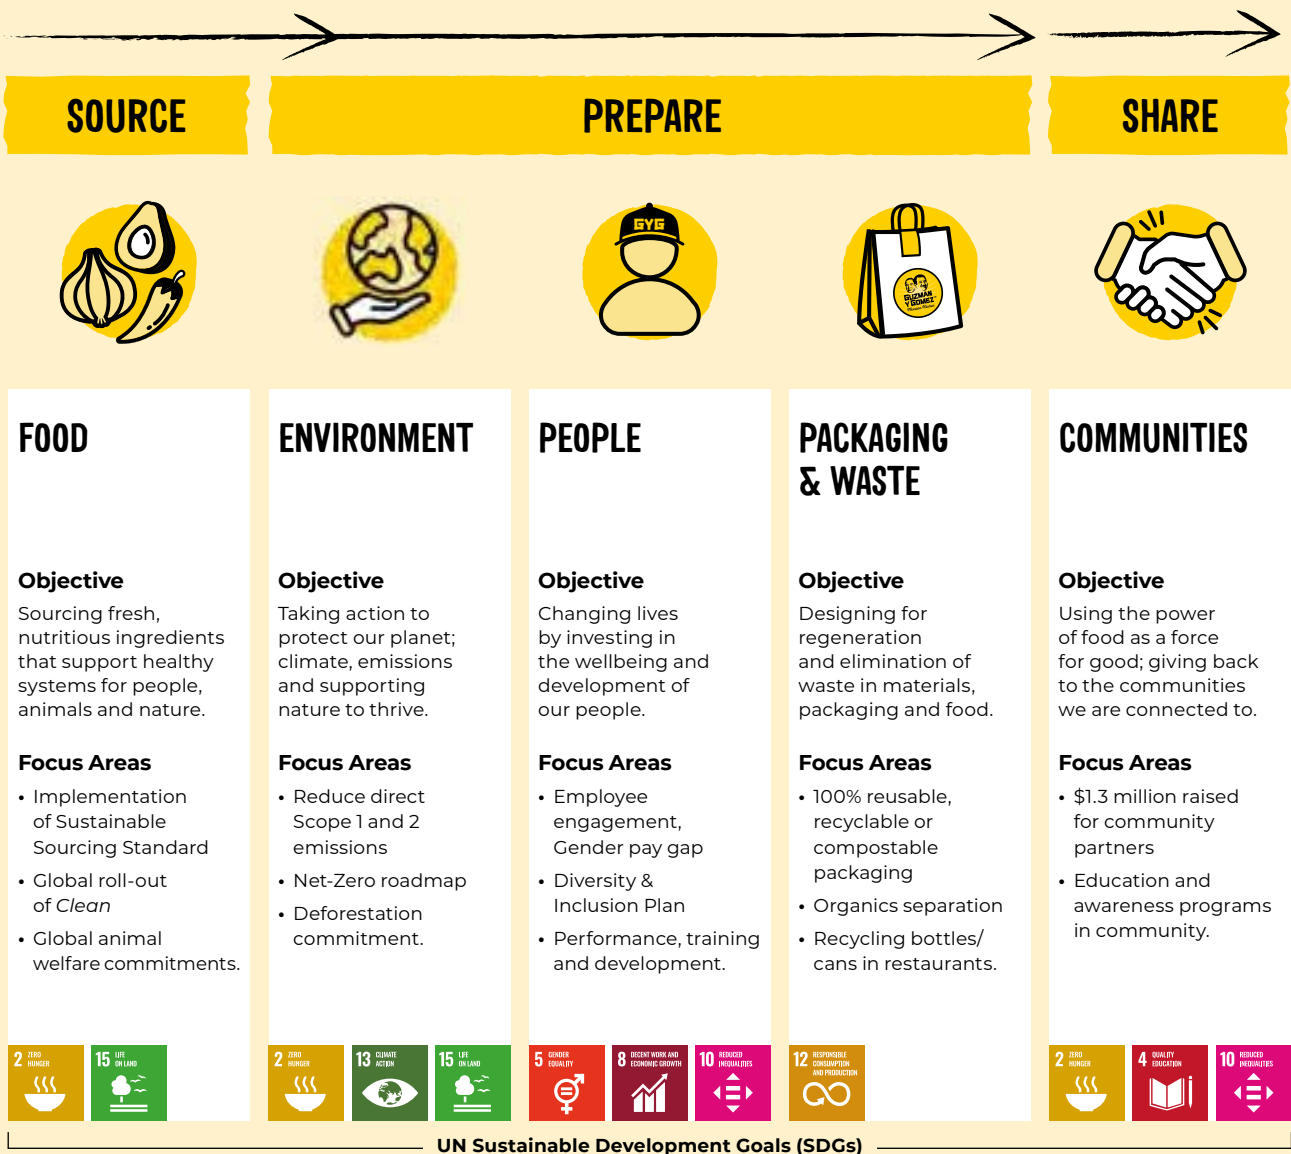 SOURCE
PREPARE
SHARE
GYG
GUZMAN
Y GOMEZ
FOOD
Objective
Sourcing fresh,
nutritious ingredients
that support healthy
systems for people,
animals and nature.
Focus Areas
• Implementation
of Sustainable
Sourcing Standard
• Global roll-out
of Clean
• Global animal
welfare commitments.
2 ZERO
HUNGER
15 LIFE
ON LAND
ENVIRONMENT
Objective
Taking action to
protect our planet;
climate, emissions
and supporting
nature to thrive.
Focus Areas
• Reduce direct
Scope 1 and 2
emissions
• Net-Zero roadmap
• Deforestation
commitment.
2 ZERO
HUNGER
13 CLIMATE
ACTION
15 LIFE
ON LAND
PEOPLE
Objective
Changing lives
by investing in
the wellbeing and
development of
our people.
Focus Areas
• Employee
engagement,
Gender pay gap
• Diversity &
Inclusion Plan
• Performance, training
and development.
5 GENDER
EQUALITY
8 DECENT WORK AND
ECONOMIC GROWTH
10 REDUCED
INEQUALITIES
PACKAGING
& WASTE
Objective
Designing for
regeneration
and elimination of
waste in materials,
packaging and food.
Focus Areas
• 100% reusable,
recyclable or
compostable
packaging
• Organics separation
• Recycling bottles/
cans in restaurants.
12 RESPONSIBLE
CONSUMPTION
AND PRODUCTION
COMMUNITIES
Objective
Using the power
of food as a force
for good; giving back
to the communities
we are connected to.
Focus Areas
• $1.3 million raised
for community
partners
• Education and
awareness programs
in community.
2 ZERO
HUNGER
4 QUALITY
EDUCATION
10 REDUCED
INEQUALITIES
UN Sustainable Development Goals (SDGs)